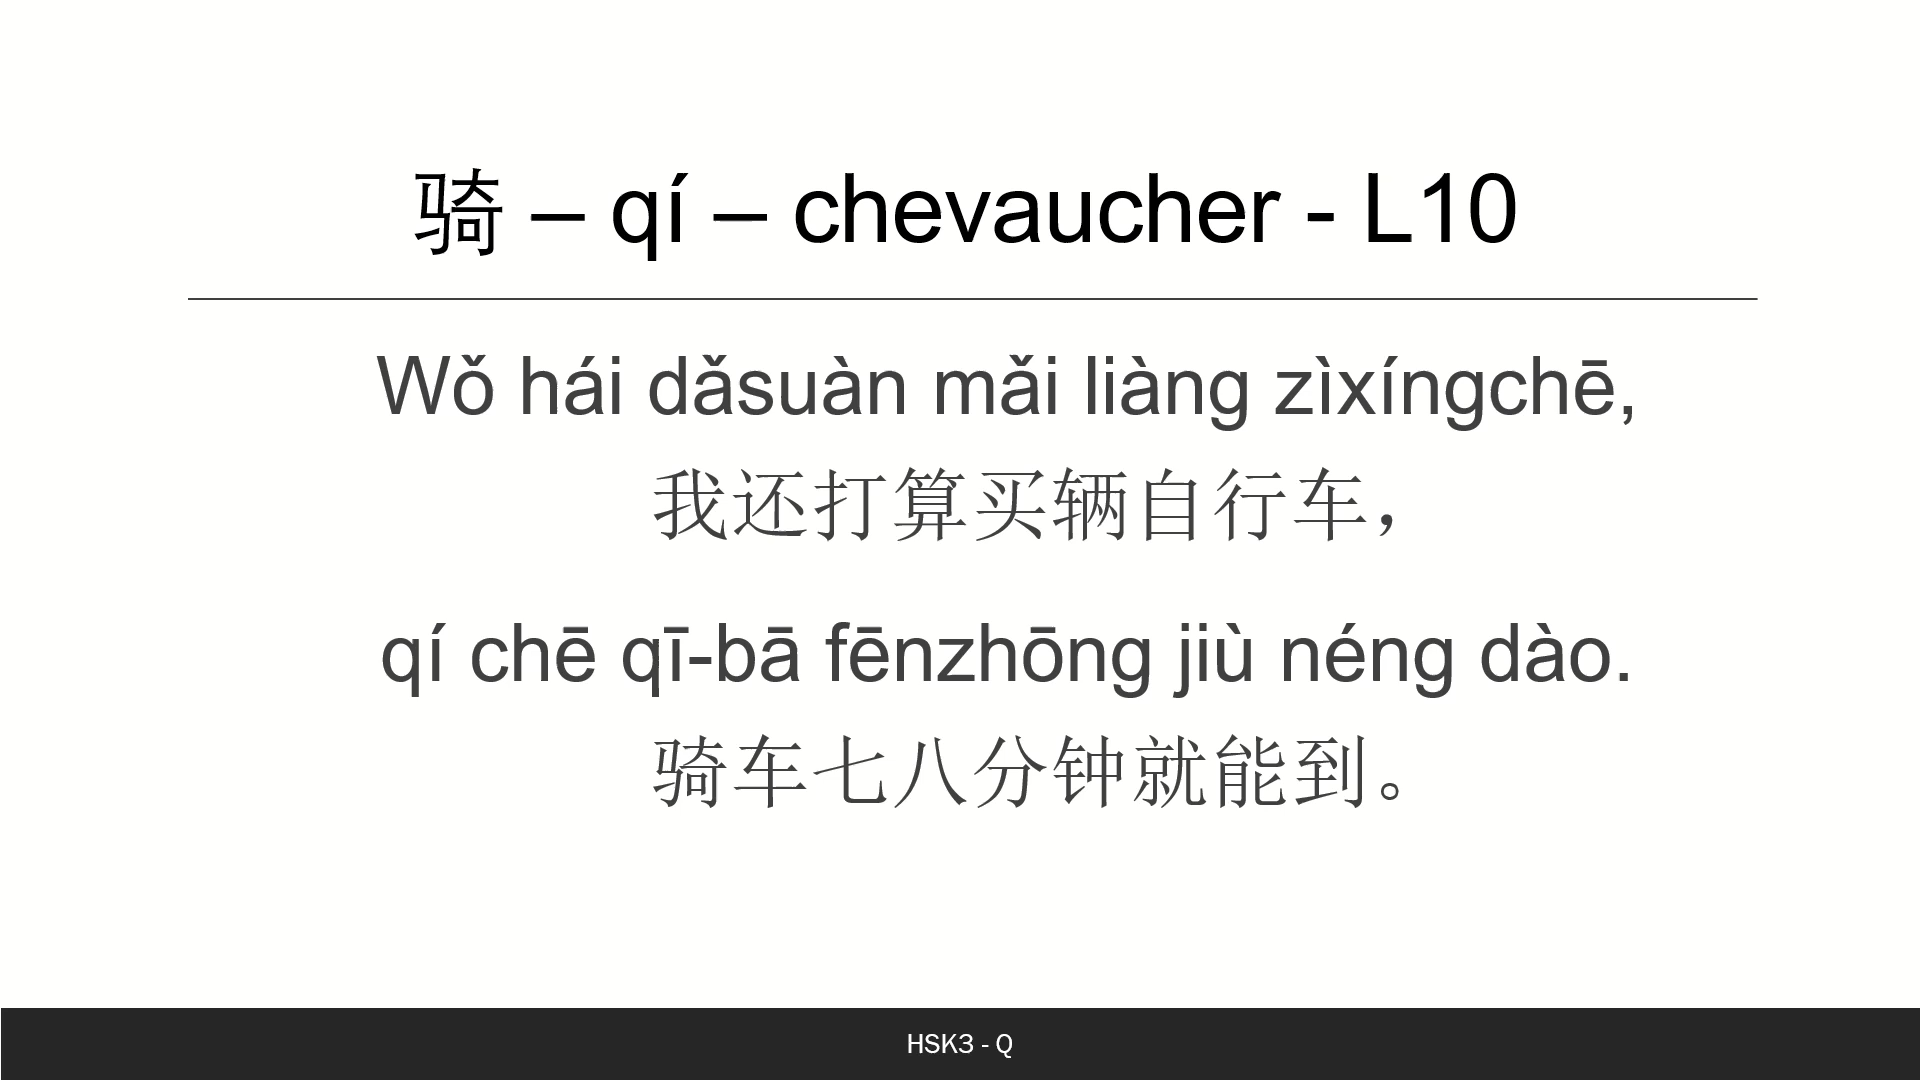 骑 – qí – chevaucher - L10
Wǒ hái dǎsuàn mǎi liàng zìxíngchē,
我还打算买辆自行车，
qí chē qī-bā fēnzhōng jiù néng dào.
骑车七八分钟就能到。
HSK3 - Q